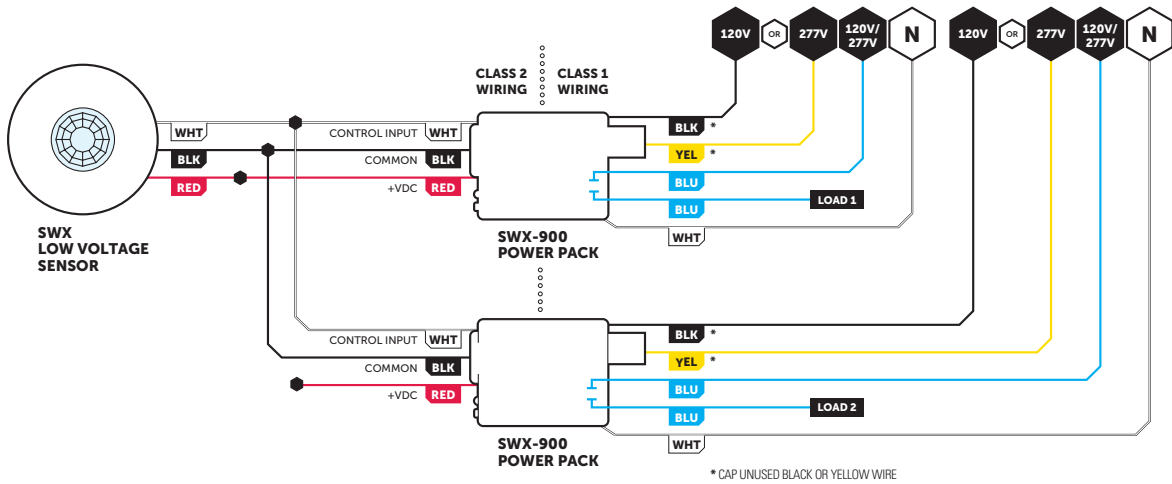 120V OR 277V 120V/ 277V N 120V OR 277V 120V/ 277V N
CLASS 2 WIRING
CLASS 1 WIRING
WHT CONTROL INPUT WHT BLK *
BLK COMMON BLK YEL *
RED +VDC RED BLU
BLU LOAD 1
WHT
SWX
LOW VOLTAGE
SENSOR
SWX-900
POWER PACK
CONTROL INPUT WHT BLK *
COMMON BLK YEL *
+VDC RED BLU
BLU LOAD 2
WHT
SWX-900
POWER PACK
* CAP UNUSED BLACK OR YELLOW WIRE